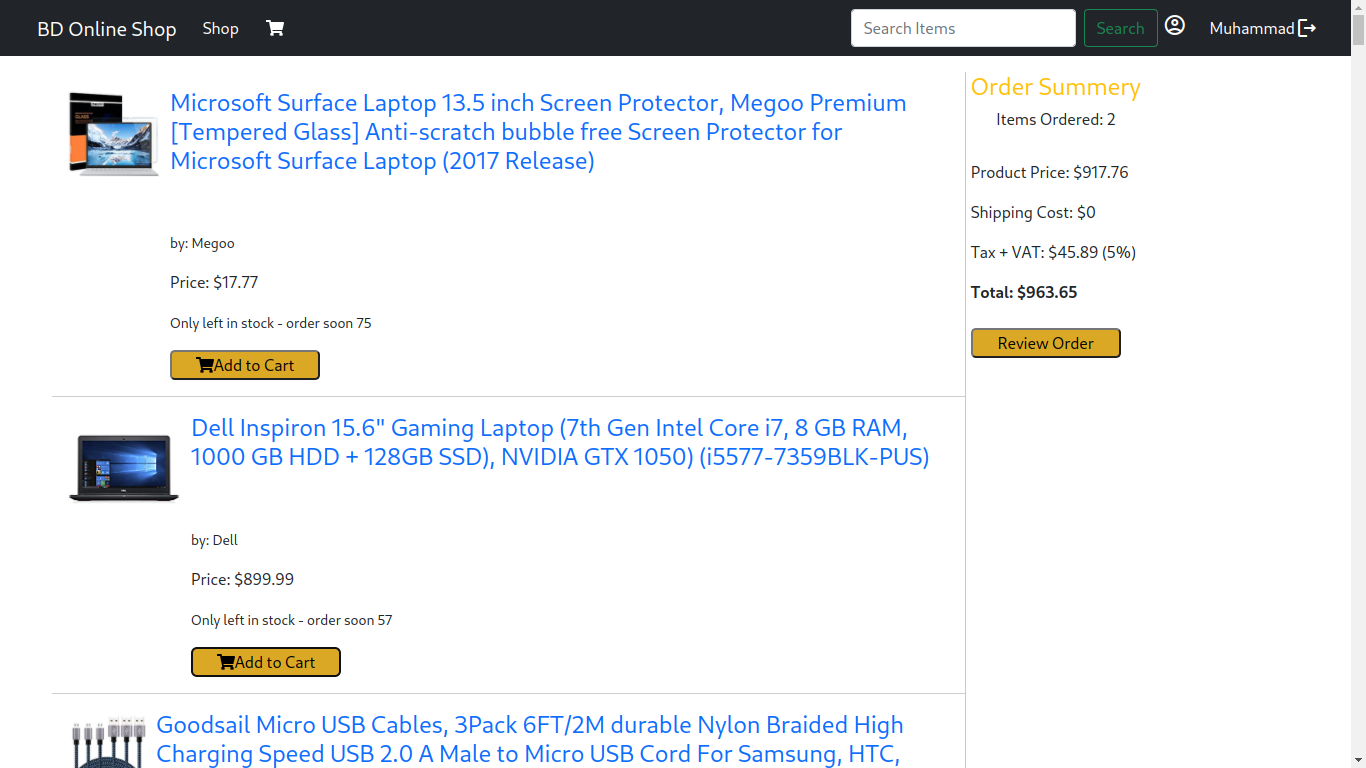 BD Online Shop Shop Search Items Search Muhammad
Microsoft Surface Laptop 13.5 inch Screen Protector, Megoo Premium
[Tempered Glass] Anti-scratch bubble free Screen Protector for
Microsoft Surface Laptop (2017 Release)
by: Megoo
Price: $17.77
Only left in stock - order soon 75
Add to Cart
Dell Inspiron 15.6" Gaming Laptop (7th Gen Intel Core i7, 8 GB RAM,
1000 GB HDD + 128GB SSD), NVIDIA GTX 1050) (i5577-7359BLK-PUS)
by: Dell
Price: $899.99
Only left in stock - order soon 57
Add to Cart
Goodsail Micro USB Cables, 3Pack 6FT/2M durable Nylon Braided High
Charging Speed USB 2.0 A Male to Micro USB Cord For Samsung, HTC,
Order Summery
Items Ordered: 2
Product Price: $917.76
Shipping Cost: $0
Tax + VAT: $45.89 (5%)
Total: $963.65
Review Order